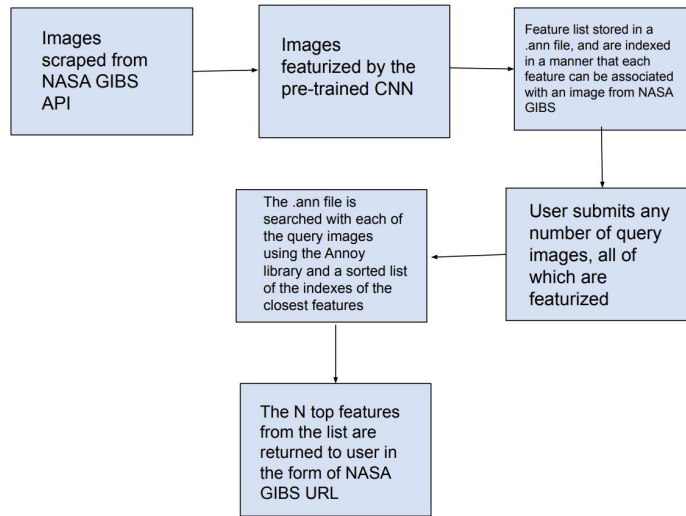 Images
scraped from
NASA GIBS
API
Images
featurized by the
pre-trained CNN
Feature list stored in a
.ann file, and are indexed
in a manner that each
feature can be associated
with an image from NASA
GIBS
User submits any
number of query
images, all of
which are
featurized
The .ann file is
searched with each of
the query images
using the Annoy
library and a sorted list
of the indexes of the
closest features
The N top features
from the list are
returned to user in
the form of NASA
GIBS URL